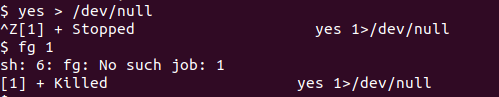 $ yes > /dev/null
^Z[1] + Stopped                    yes 1>/dev/null
$ fg 1
sh: 6: fg: No such job: 1
[1] + Killed                     yes 1>/dev/null